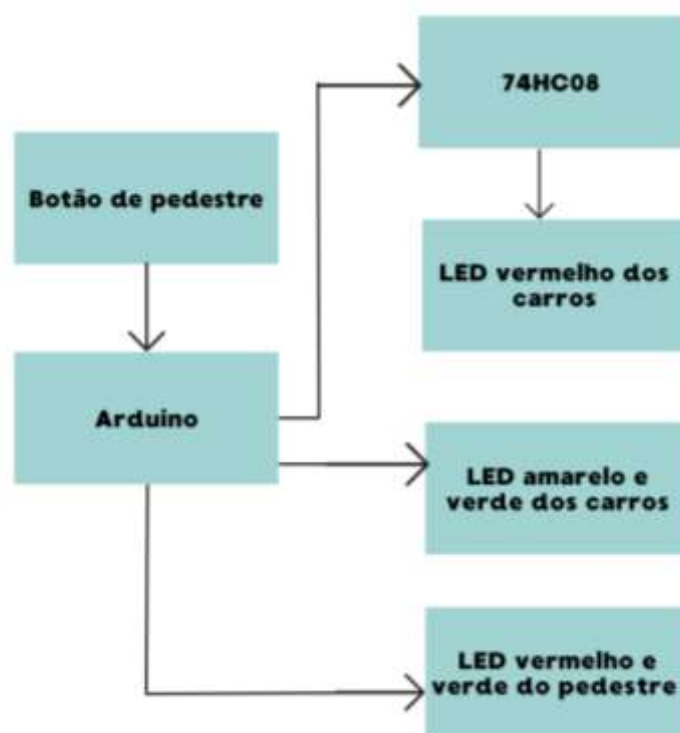 74HC08
Botão de pedestre
LED vermelho dos
carros
Arduino
LED amarelo e
verde dos carros
LED vermelho e
verde do pedestre